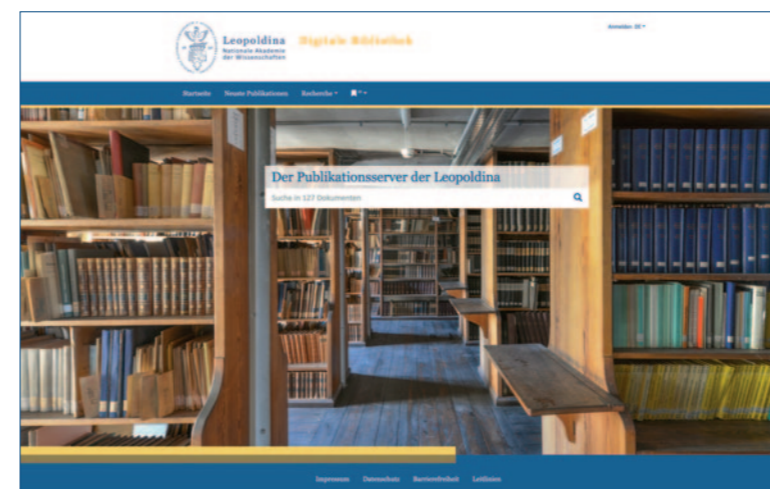 Leopoldina
Nationale Akademie
der Wissenschaften
Digitale Bibliothek
Anmelden DE
Startseite Neueste Publikationen Recherche
Der Publikationsserver der Leopoldina
Suche in 127 Dokumenten
Impressum Datenschutz Barrierefreiheit Leitlinien